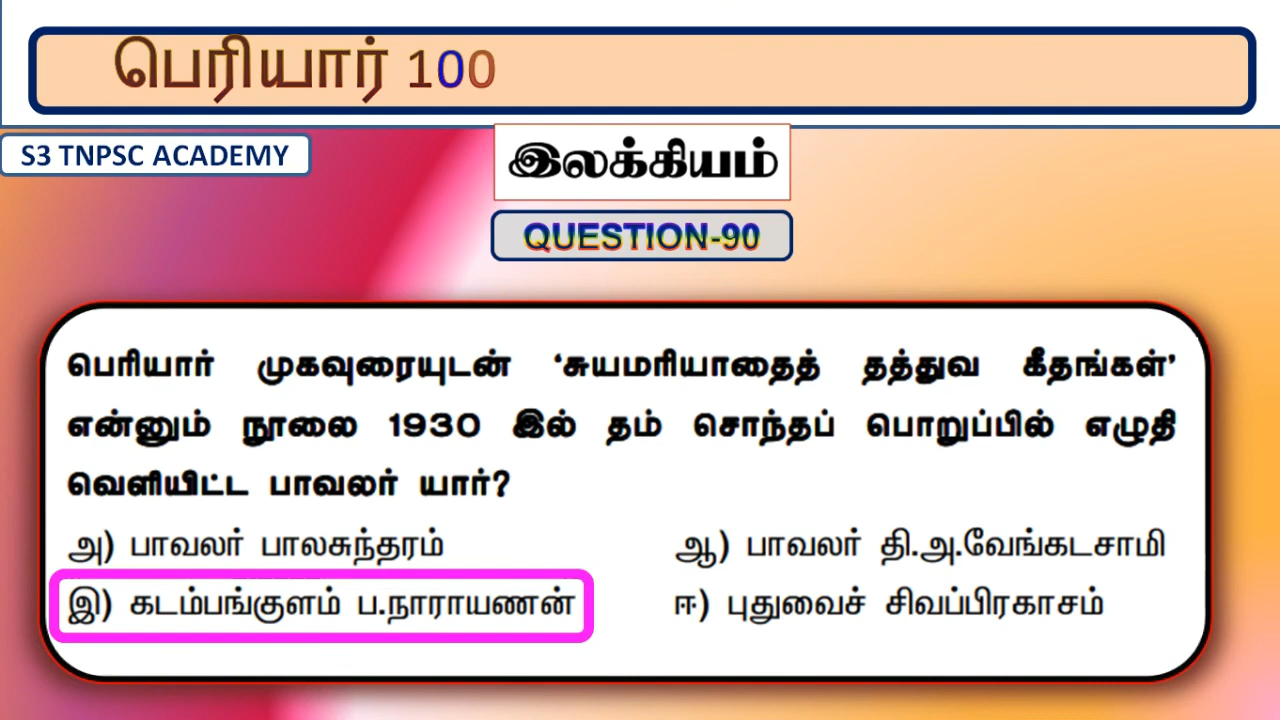 பெரியார் 100
S3 TNPSC ACADEMY
இலக்கியம்
QUESTION-90
பெரியார் முகவுரையுடன் ‘சுயமரியாதைத் தத்துவ கீதங்கள்’
என்னும் நூலை 1930 இல் தம் சொந்தப் பொறுப்பில் எழுதி
வெளியிட்ட பாவலர் யார்?
அ) பாவலர் பாலசுந்தரம் ஆ) பாவலர் தி.அ.வேங்கடசாமி
இ) கடம்பங்குளம் ப.நாராயணன் ஈ) புதுவைச் சிவப்பிரகாசம்